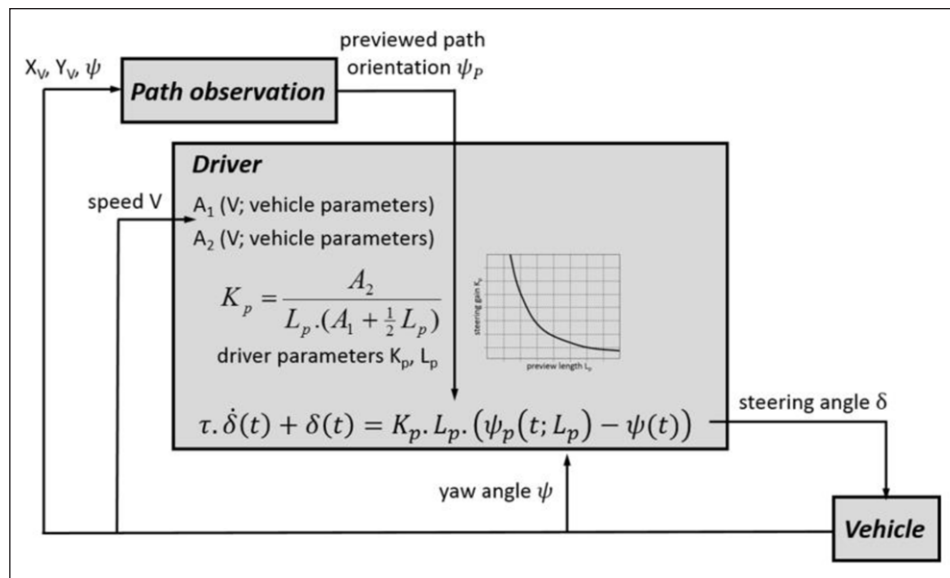 previewed path
orientation ψ_P
X_V, Y_V, ψ
Path observation
Driver
speed V
A_1 (V; vehicle parameters)
A_2 (V; vehicle parameters)
K_p = A_2 / (L_p.(A_1 + ½ L_p))
driver parameters K_p, L_p
steering gain K_p
preview length L_p
τ.δ̇(t) + δ(t) = K_p.L_p.(ψ_p(t;L_p) − ψ(t))
steering angle δ
yaw angle ψ
Vehicle